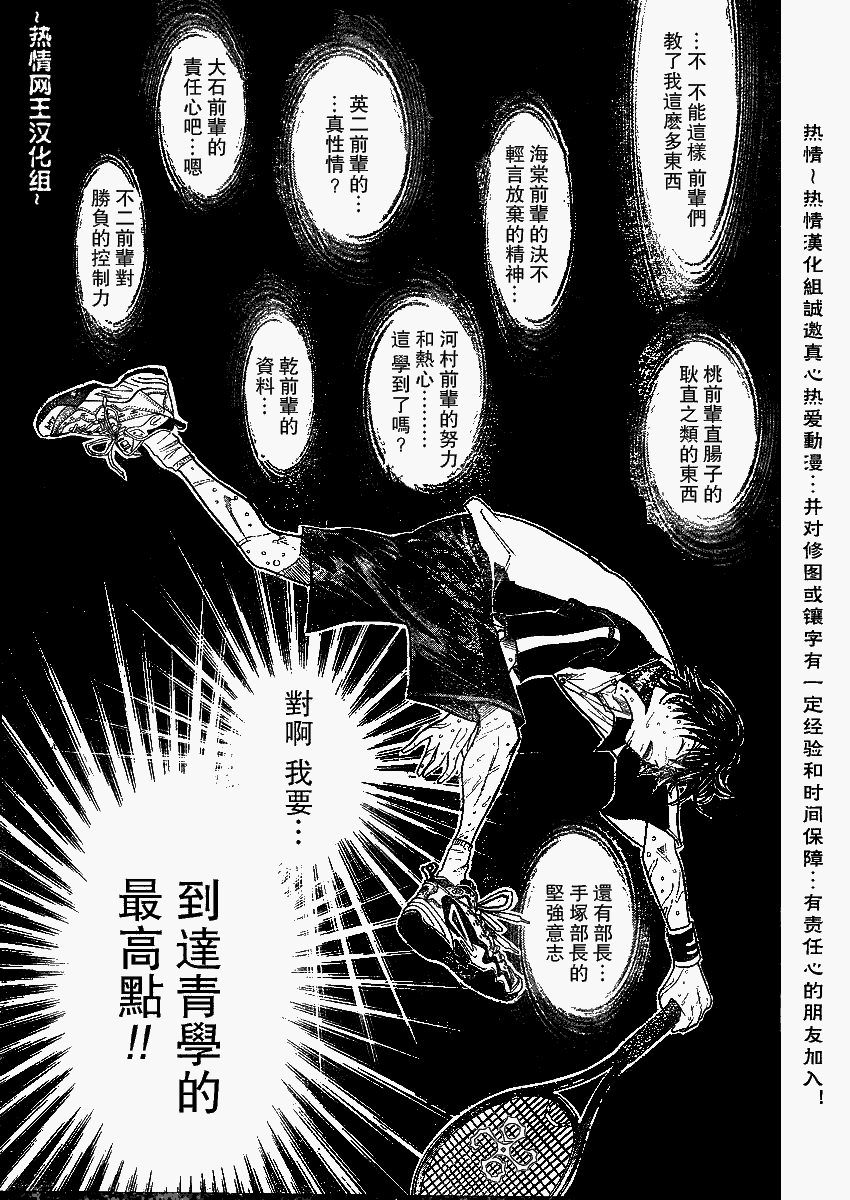 …不 不能這樣 前輩們
教了我這麽多東西
海棠前輩的決不
輕言放棄的精神…
英二前輩的…
…真性情？
大石前輩的
責任心吧…嗯
不二前輩對
勝負的控制力
桃前輩直腸子的
耿直之類的東西
河村前輩的努力
和熱心………
這 學到了嗎？
乾前輩的
資料…
還有部長…
手塚部長的
堅強意志
對啊 我要…
到達青學的
最高點!!
~热情网王汉化组~
热情~热情漢化組誠邀真心热爱動漫…并对修图或镶字有一定经验和时间保障…有责任心的朋友加入！